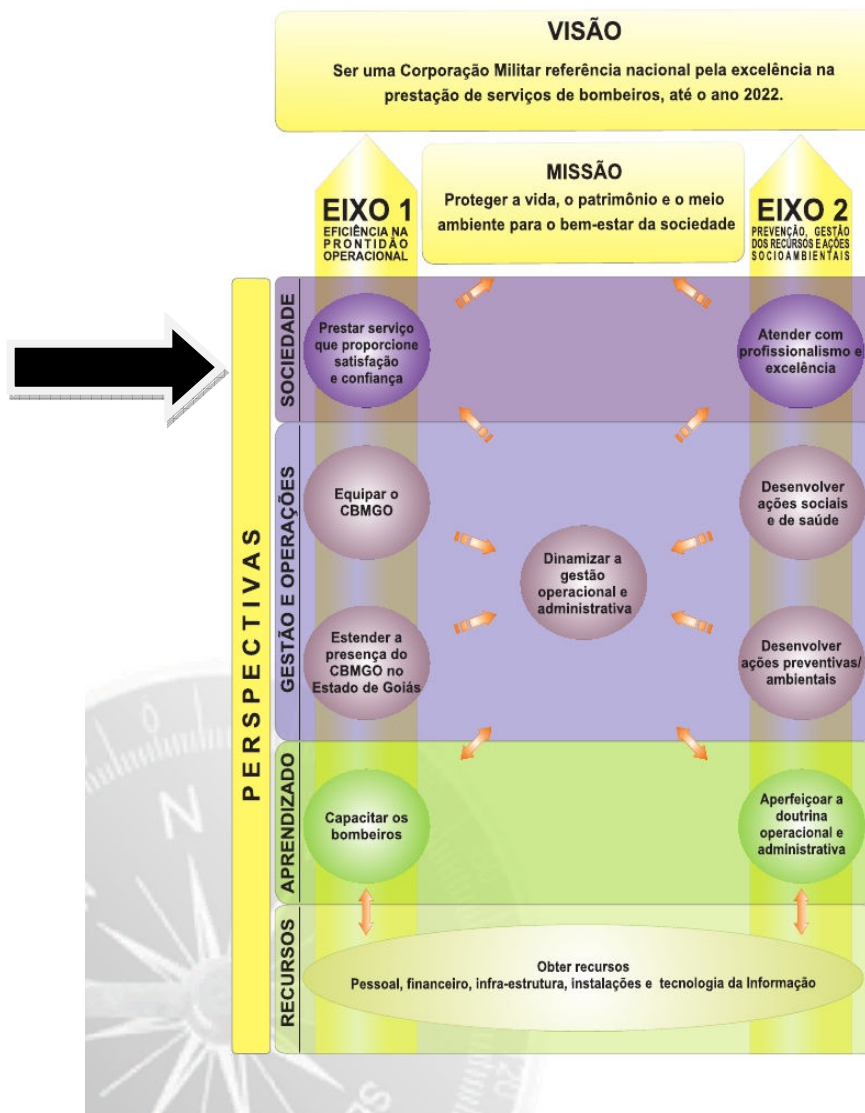 VISÃO
Ser uma Corporação Militar referência nacional pela excelência na
prestação de serviços de bombeiros, até o ano 2022.
MISSÃO
Proteger a vida, o patrimônio e o meio
ambiente para o bem-estar da sociedade
EIXO 1
EFICIÊNCIA NA
PRONTIDÃO
OPERACIONAL
EIXO 2
PREVENÇÃO, GESTÃO
DOS RECURSOS E AÇÕES
SOCIOAMBIENTAIS
PERSPECTIVAS
SOCIEDADE
Prestar serviço
que proporcione
satisfação
e confiança
Atender com
profissionalismo e
excelência
GESTÃO E OPERAÇÕES
Equipar o
CBMGO
Desenvolver
ações sociais
e de saúde
Dinamizar a
gestão
operacional e
administrativa
Estender a
presença do
CBMGO no
Estado de Goiás
Desenvolver
ações preventivas/
ambientais
APRENDIZADO
Capacitar os
bombeiros
Aperfeiçoar a
doutrina
operacional e
administrativa
RECURSOS
Obter recursos
Pessoal, financeiro, infra-estrutura, instalações e tecnologia da Informação
N